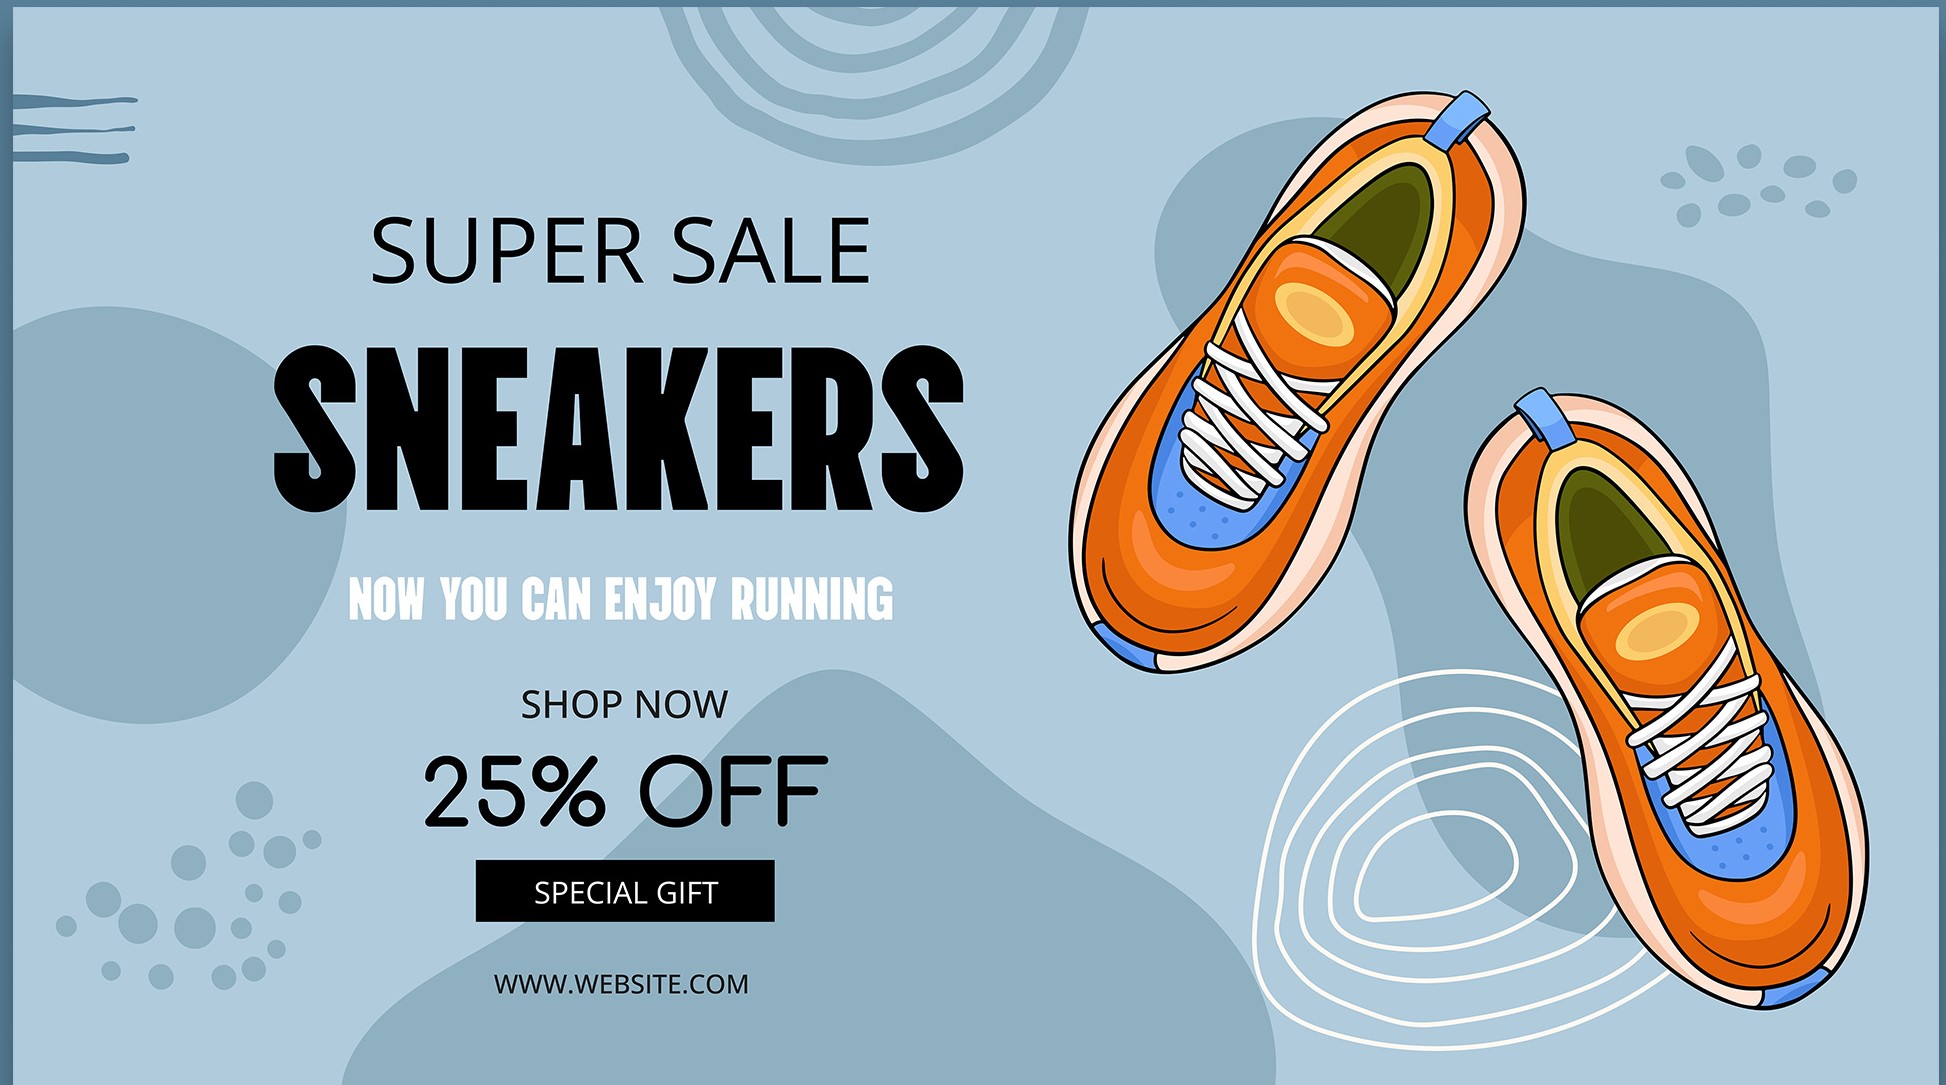 SUPER SALE
SNEAKERS
NOW YOU CAN ENJOY RUNNING
SHOP NOW
25% OFF
SPECIAL GIFT
WWW.WEBSITE.COM